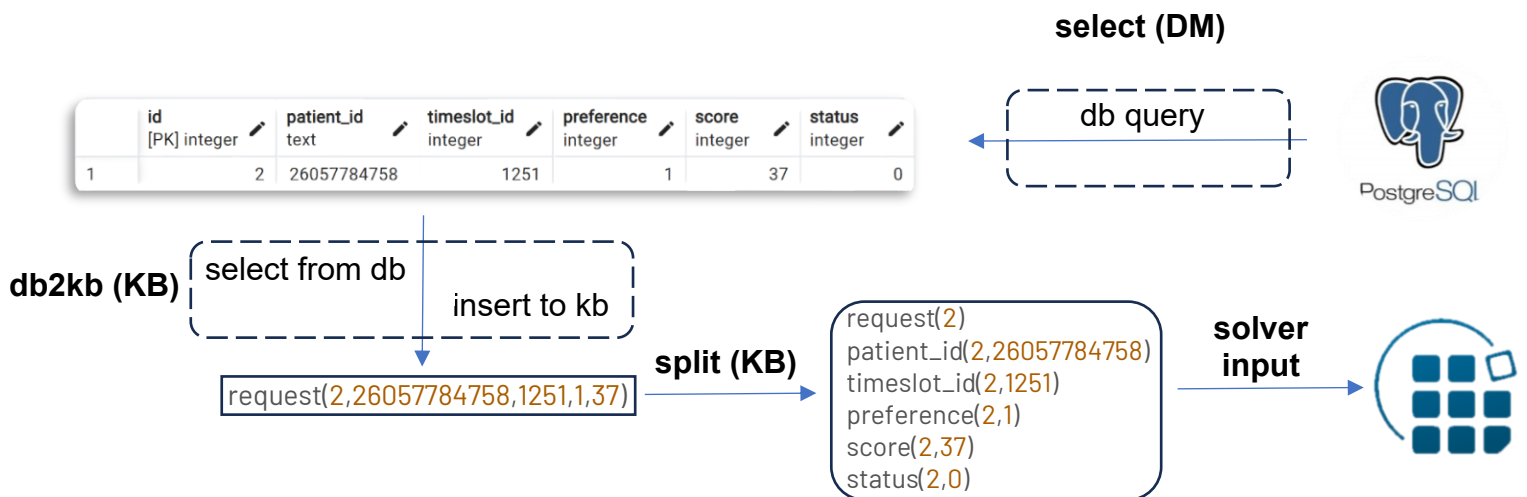 select (DM)
db query
PostgreSQL
id patient_id timeslot_id preference score status
[PK] integer text integer integer integer integer
1 2 26057784758 1251 1 37 0
db2kb (KB)
select from db
insert to kb
request(2,26057784758,1251,1,37)
split (KB)
request(2)
patient_id(2,26057784758)
timeslot_id(2,1251)
preference(2,1)
score(2,37)
status(2,0)
solver
input